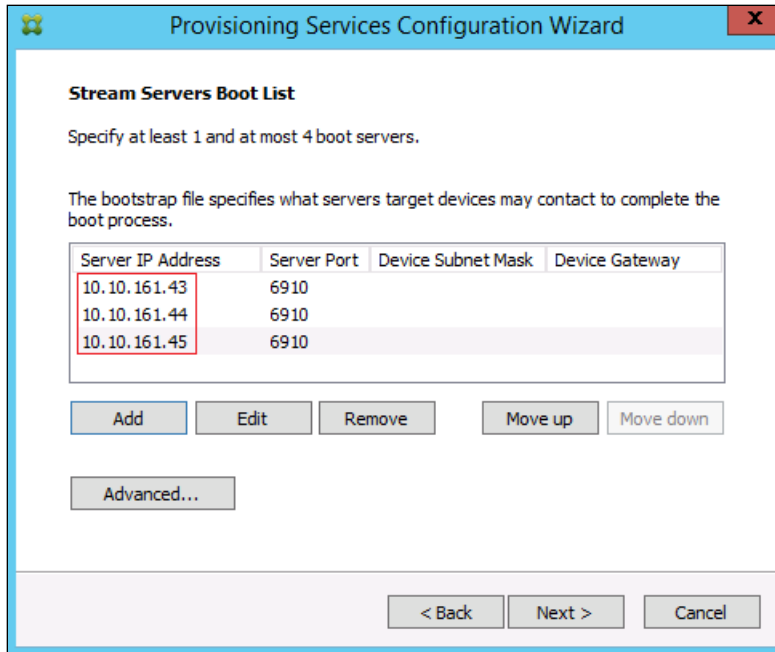 Provisioning Services Configuration Wizard
x
Stream Servers Boot List
Specify at least 1 and at most 4 boot servers.
The bootstrap file specifies what servers target devices may contact to complete the
boot process.
Server IP Address Server Port Device Subnet Mask Device Gateway
10.10.161.43 6910
10.10.161.44 6910
10.10.161.45 6910
Add Edit Remove Move up Move down
Advanced...
< Back Next > Cancel